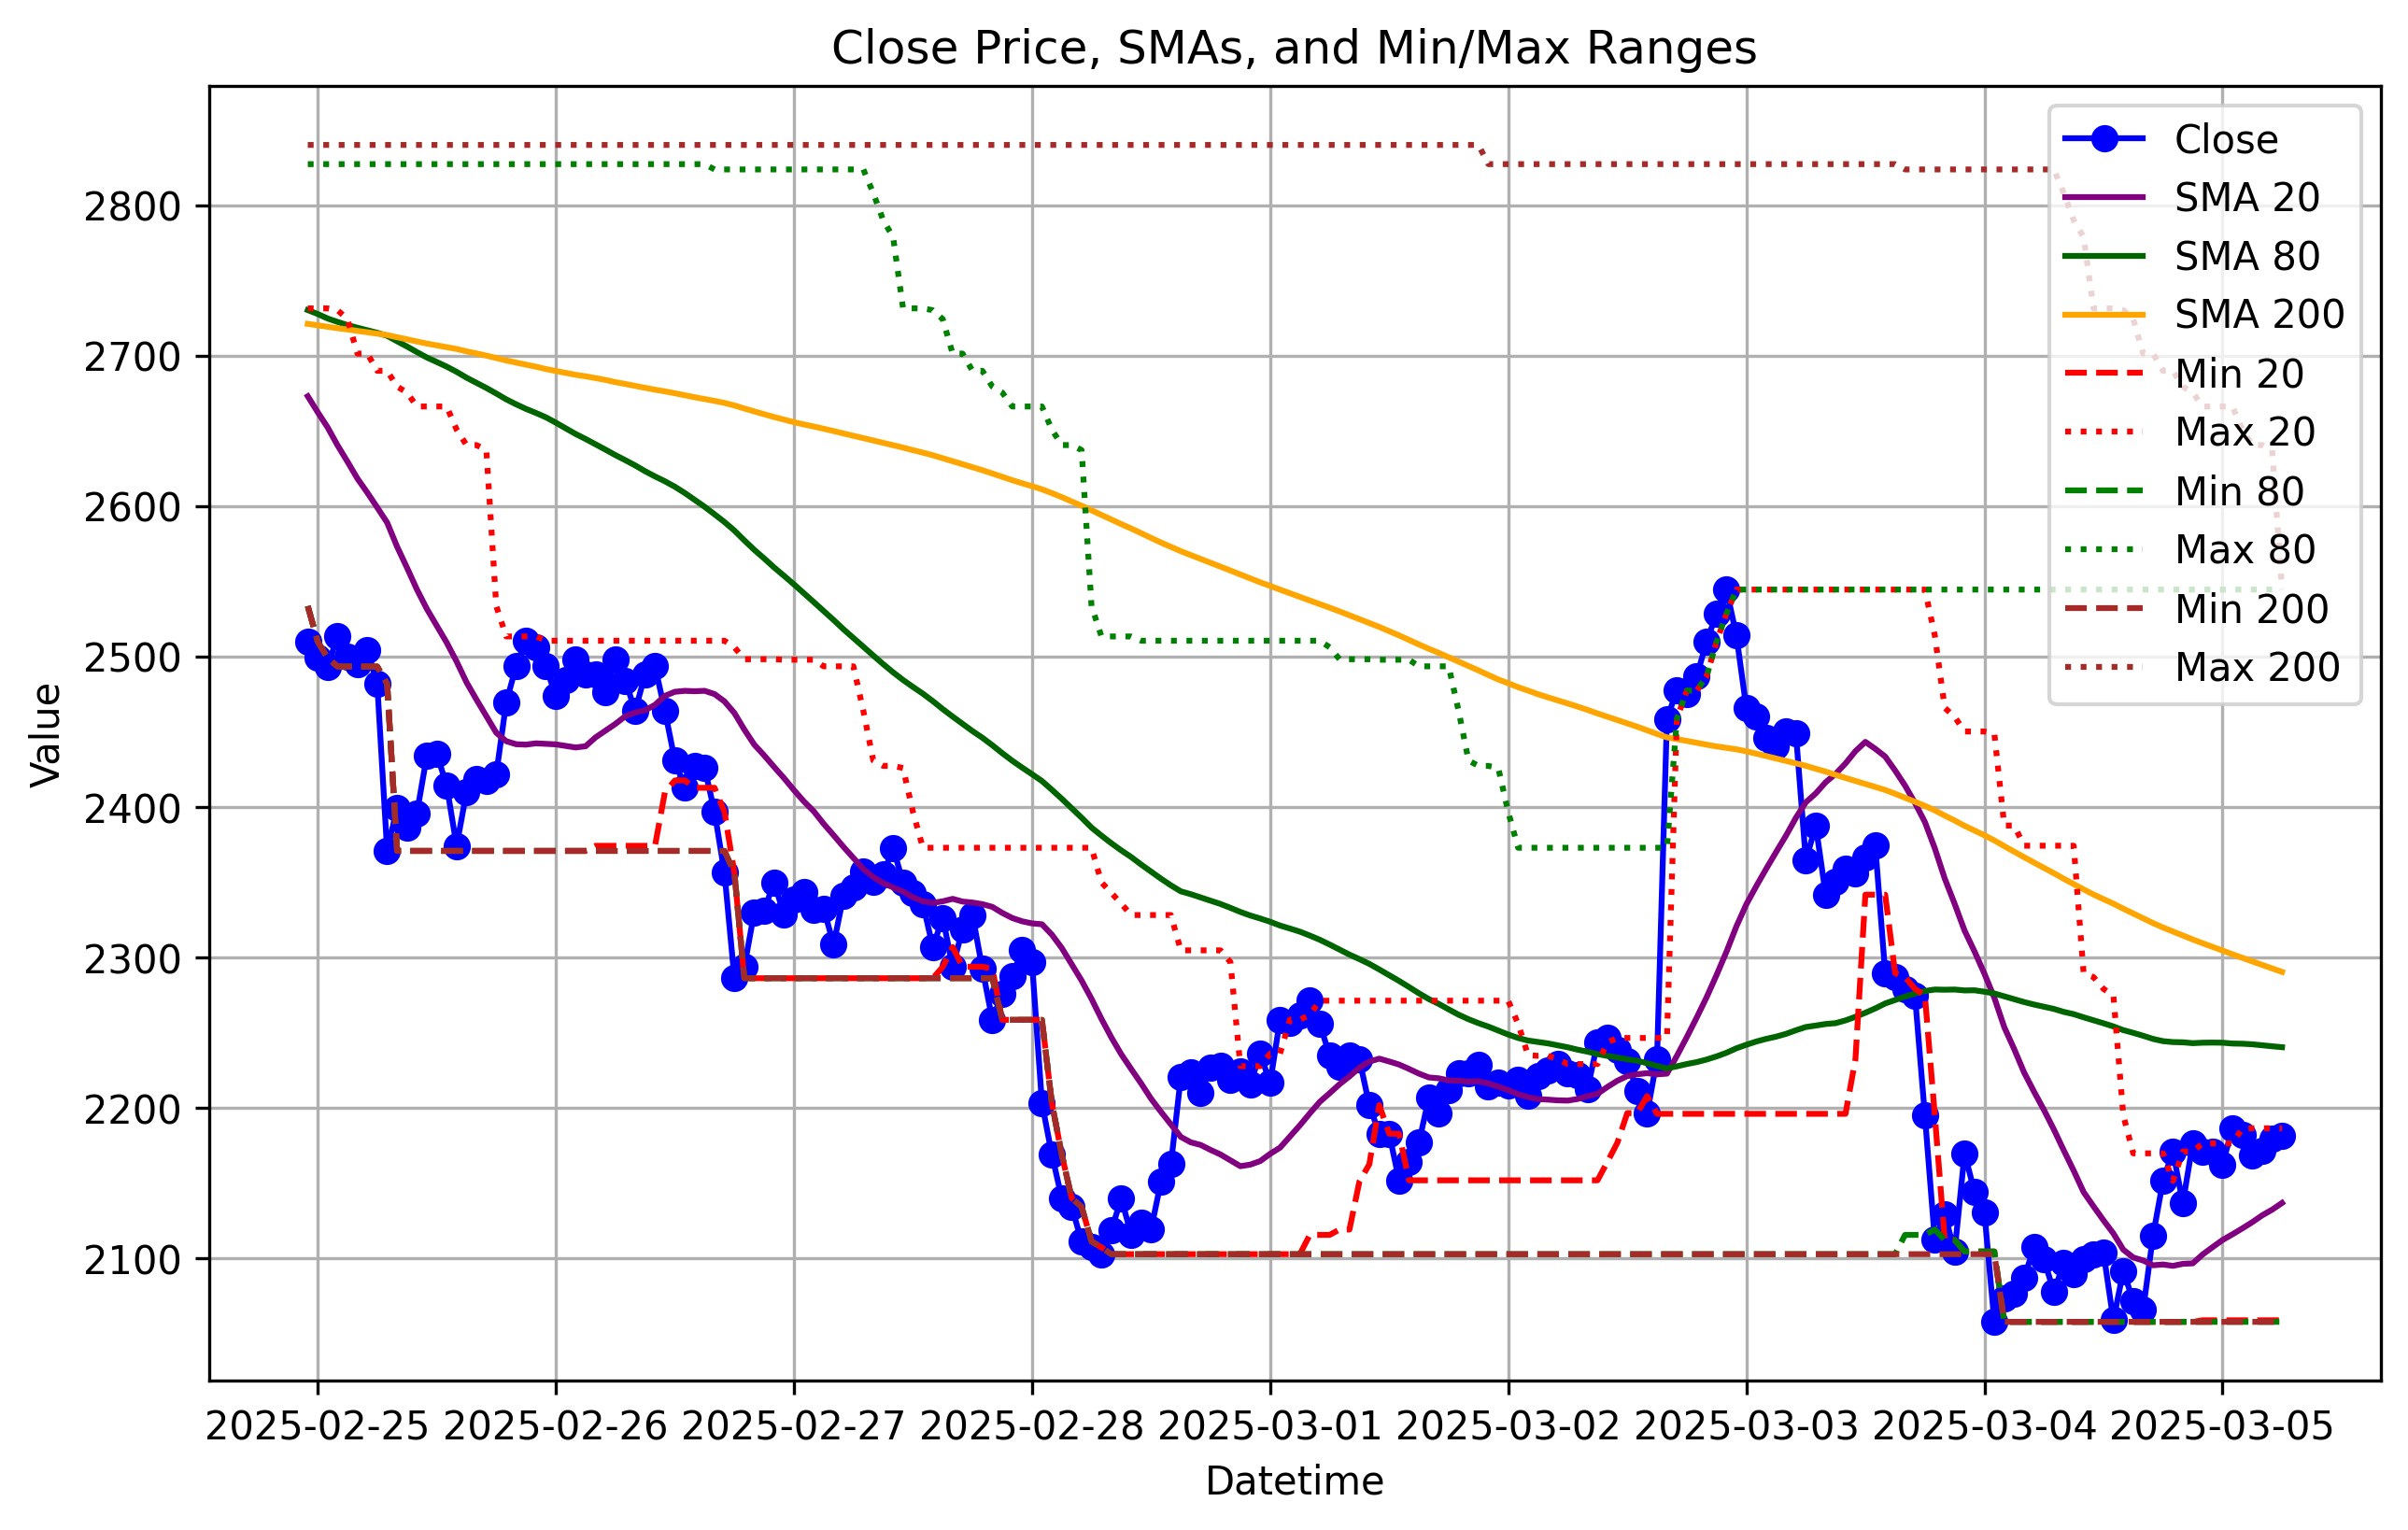 Close Price, SMAs, and Min/Max Ranges
Value
2800
2700
2600
2500
2400
2300
2200
2100
Close
SMA 20
SMA 80
SMA 200
Min 20
Max 20
Min 80
Max 80
Min 200
Max 200
2025-02-25 2025-02-26 2025-02-27 2025-02-28 2025-03-01 2025-03-02 2025-03-03 2025-03-04 2025-03-05
Datetime